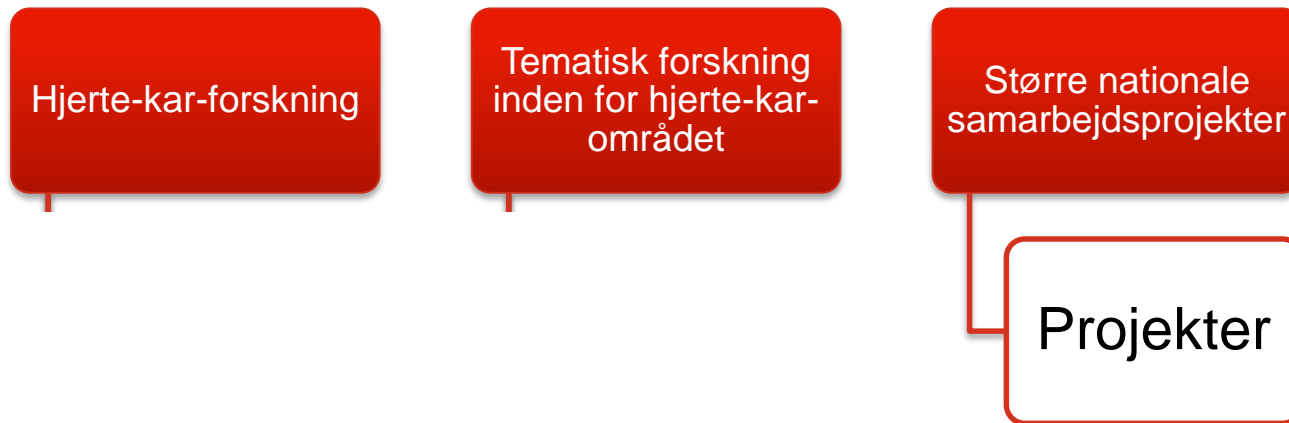 Hjerte-kar-forskning
Tematisk forskning
inden for hjerte-kar-
området
Større nationale
samarbejdsprojekter
Projekter